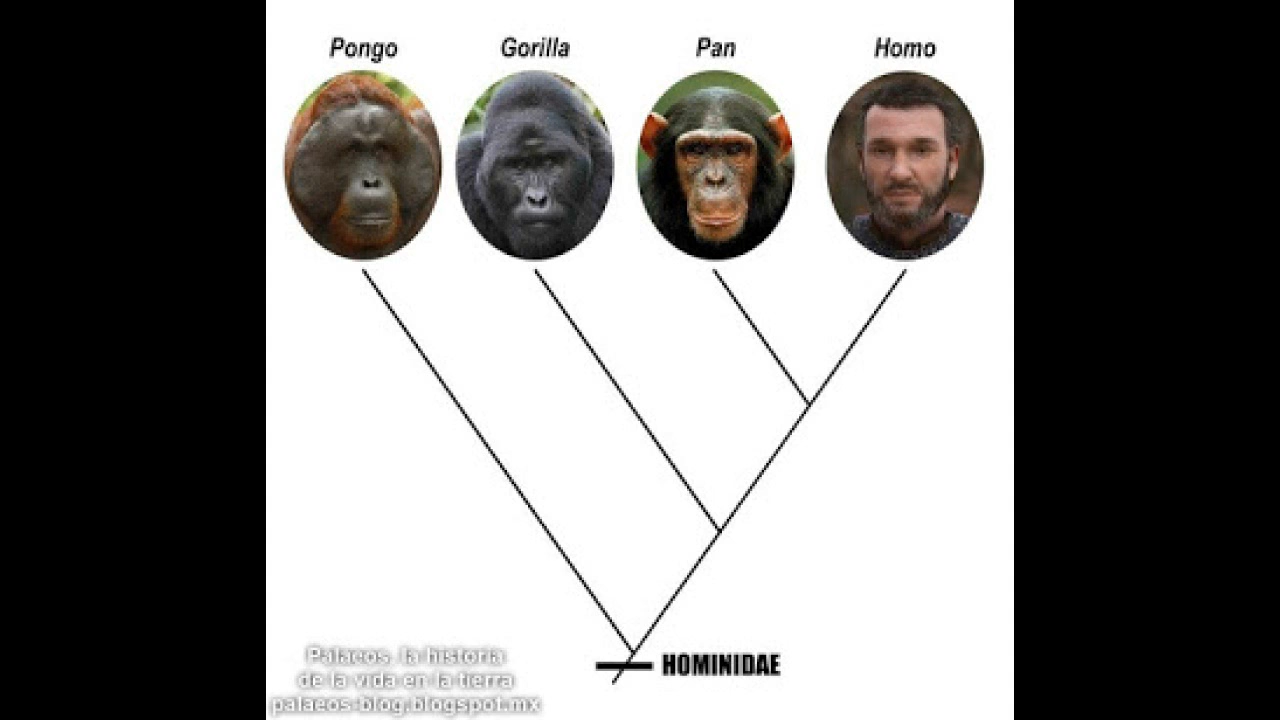 Pongo
Gorilla
Pan
Homo
HOMINIDAE
Palaeos, la historia
de la vida en la tierra
palaeos-blog.blogspot.mx